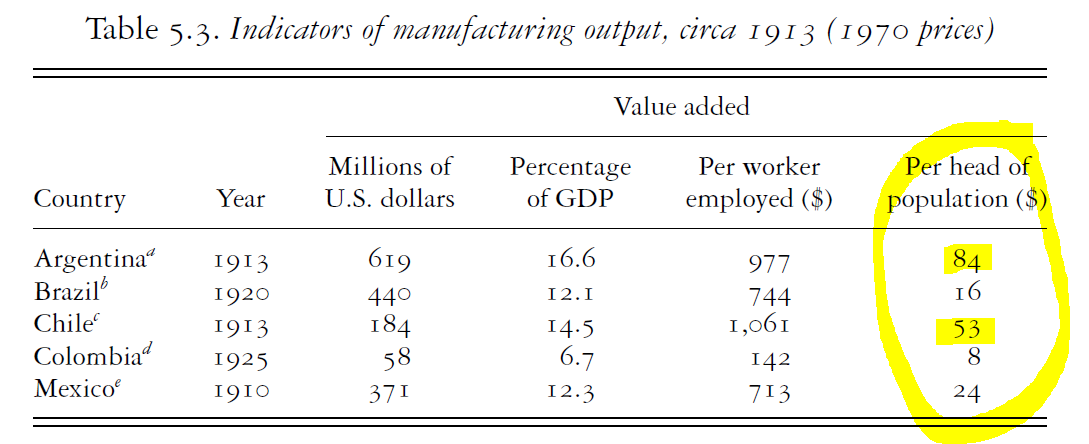 Table 5.3. Indicators of manufacturing output, circa 1913 (1970 prices)
Value added
Millions of Percentage Per worker Per head of
Country Year U.S. dollars of GDP employed ($) population ($)
Argentinaᵃ 1913 619 16.6 977 84
Brazilᵇ 1920 440 12.1 744 16
Chileᶜ 1913 184 14.5 1,061 53
Colombiaᵈ 1925 58 6.7 142 8
Mexicoᵉ 1910 371 12.3 713 24